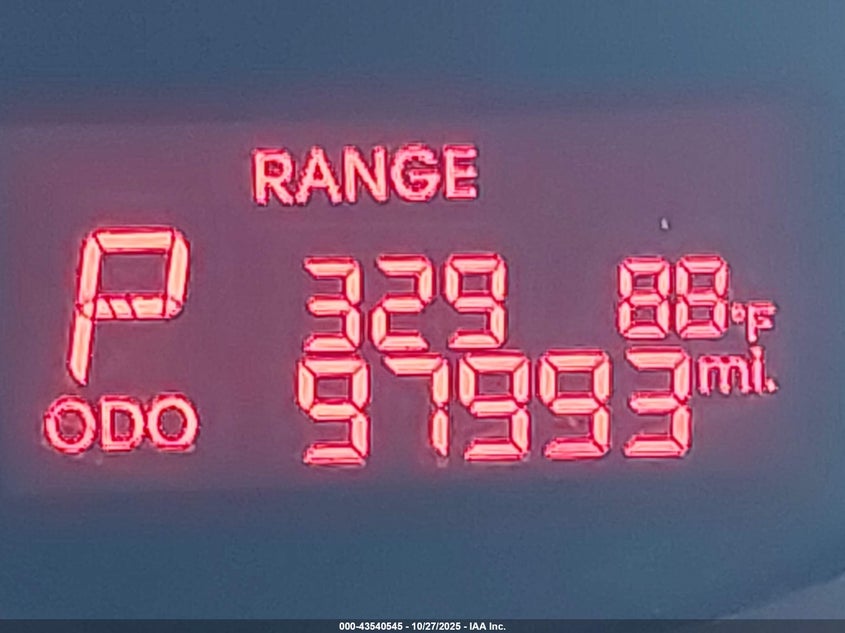 RANGE
P
329 88°F
ODO 97993 mi.
000-43540545 - 10/27/2025 - IAA Inc.